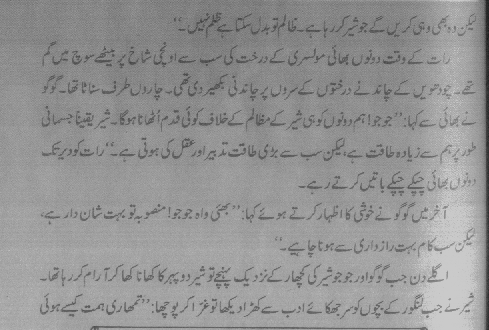 لیکن وہ بھی وہی کریں گے جو شیر کر رہا ہے۔ ظالم تو بدل سکتا ہے ظلم نہیں۔“
رات کے وقت دونوں بھائی مولسری کے درخت کی سب سے اونچی شاخ پر بیٹھے سوچ میں گم
تھے۔ چودھویں کے چاند نے درختوں کے سروں پر چاندنی بکھیر دی تھی۔ چاروں طرف سناٹا تھا۔ گوگو
نے بھائی سے کہا: ”جوجو! ہم دونوں کو ہی شیر کے مظالم کے خلاف کوئی قدم اُٹھانا ہوگا۔ شیر یقیناً جسمانی
طور پر ہم سے زیادہ طاقت ہے، لیکن سب سے بڑی طاقت تدبیر اور عقل کی ہوتی ہے۔“ رات کو دیر تک
دونوں بھائی چپکے چپکے باتیں کرتے رہے۔
آخر میں گوگو نے خوشی کا اظہار کرتے ہوئے کہا: ”بھئی واہ جوجو! منصوبہ تو بہت شان دار ہے،
لیکن سب کام بہت رازداری سے ہونا چاہیے۔“
اگلے دن جب گوگو اور جوجو شیر کی کچھار کے نزدیک پہنچے تو شیر دوپہر کا کھانا کھا کر آرام کر رہا تھا۔
شیر نے جب لنگور کے بچوں کو سر جھکائے ادب سے کھڑا دیکھا تو غرّا کر پوچھا: ”تمھاری ہمت کیسے ہوئی